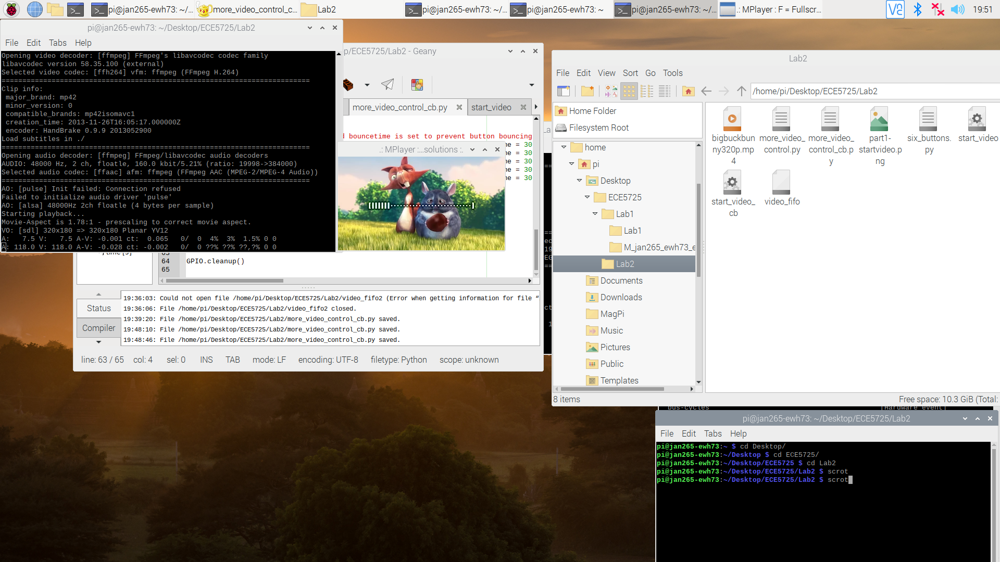 pi@jan265-ewh73: ~/...
more_video_control_c...
Lab2
pi@jan265-ewh73: ~/...
pi@jan265-ewh73: ~
pi@jan265-ewh73: ~/...
.: MPlayer : F = Fullscr...
19:51
pi@jan265-ewh73: ~/Desktop/ECE5725/Lab2
File Edit Tabs Help
Opening video decoder: [ffmpeg] FFmpeg's libavcodec codec family
libavcodec version 58.35.100 (external)
Selected video codec: [ffh264] vfm: ffmpeg (FFmpeg H.264)
==========================================================================
Clip info:
major_brand: mp42
minor_version: 0
compatible_brands: mp42isomavc1
creation_time: 2013-11-26T16:05:17.000000Z
encoder: HandBrake 0.9.9 2013052900
Load subtitles in ./
==========================================================================
Opening audio decoder: [ffmpeg] FFmpeg/libavcodec audio decoders
AUDIO: 48000 Hz, 2 ch, floatle, 160.0 kbit/5.21% (ratio: 19998->384000)
Selected audio codec: [ffaac] afm: ffmpeg (FFmpeg AAC (MPEG-2/MPEG-4 Audio))
==========================================================================
AO: [pulse] Init failed: Connection refused
Failed to initialize audio driver 'pulse'
AO: [alsa] 48000Hz 2ch floatle (4 bytes per sample)
Starting playback...
Movie-Aspect is 1.78:1 - prescaling to correct movie aspect.
VO: [sdl] 320x180 => 320x180 Planar YV12
A:   7.5 V:   7.5 A-V: -0.001 ct:  0.065   0/  0  4%  3%  1.5% 0 0
A: 118.0 V: 118.0 A-V: -0.028 ct: -0.002   0/  0 ??% ??% ??,?% 0 0
p/ECE5725/Lab2 - Geany
more_video_control_cb.py
start_video
d bouncetime is set to prevent button bouncing
e = 30
e = 30
e = 30
e = 30
e = 30
.: MPlayer :...solutions :.
64 GPIO.cleanup()
65
Status
Compiler
19:36:03: Could not open file /home/pi/Desktop/ECE5725/Lab2/video_fifo2 (Error when getting information for file “
19:36:06: File /home/pi/Desktop/ECE5725/Lab2/video_fifo2 closed.
19:39:20: File /home/pi/Desktop/ECE5725/Lab2/more_video_control_cb.py saved.
19:48:10: File /home/pi/Desktop/ECE5725/Lab2/more_video_control_cb.py saved.
19:48:46: File /home/pi/Desktop/ECE5725/Lab2/more_video_control_cb.py saved.
line: 63 / 65 col: 4 sel: 0 INS TAB mode: LF encoding: UTF-8 filetype: Python scope: unknown
Lab2
File Edit View Sort Go Tools
/home/pi/Desktop/ECE5725/Lab2
Home Folder
Filesystem Root
home
pi
Desktop
ECE5725
Lab1
Lab1
M_jan265_ewh73_e
Lab2
Documents
Downloads
MagPi
Music
Pictures
Public
Templates
bigbuckbun
ny320p.mp
4
more_video_
control.py
more_video_
control_cb.p
y
part1-
startvideo.p
ng
six_buttons.
py
start_video
start_video_
cb
video_fifo
8 items
Free space: 10.3 GiB (Total:
bus-cycles
[Hardware event]
pi@jan265-ewh73: ~/Desktop/ECE5725/Lab2
File Edit Tabs Help
pi@jan265-ewh73:~ $ cd Desktop/
pi@jan265-ewh73:~/Desktop $ cd ECE5725/
pi@jan265-ewh73:~/Desktop/ECE5725 $ cd Lab2
pi@jan265-ewh73:~/Desktop/ECE5725/Lab2 $ scrot
pi@jan265-ewh73:~/Desktop/ECE5725/Lab2 $ scrot